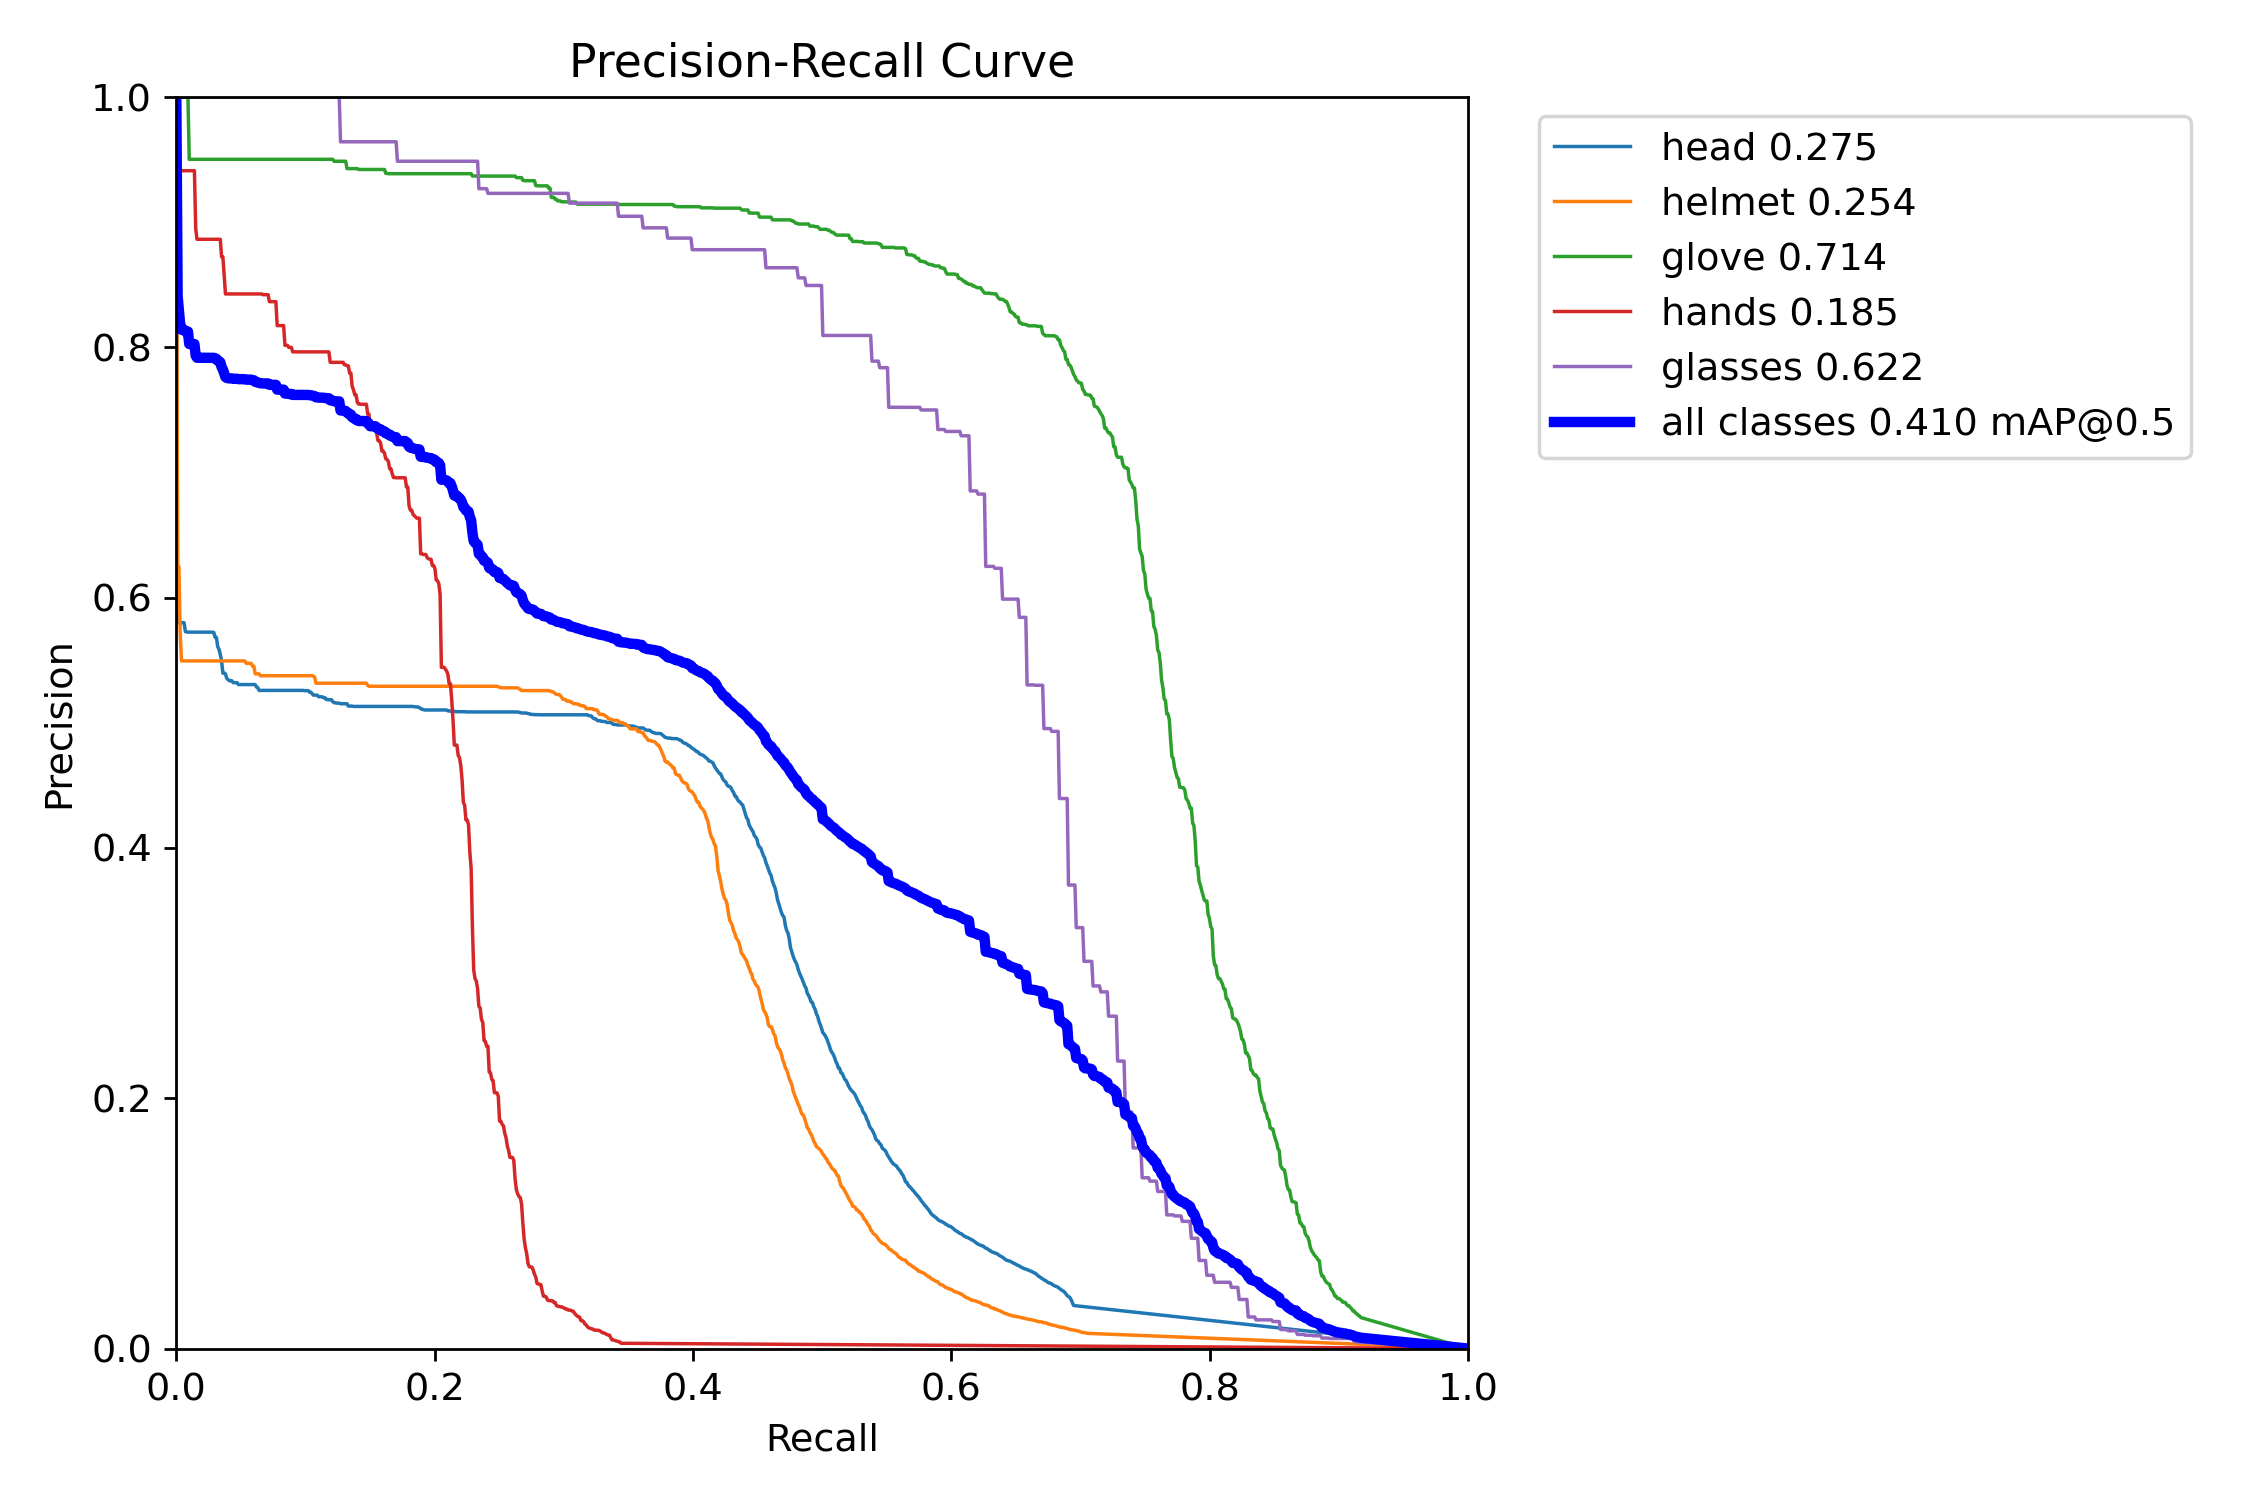 Precision-Recall Curve
1.0
0.8
0.6
0.4
0.2
0.0
Precision
0.0 0.2 0.4 0.6 0.8 1.0
Recall
head 0.275
helmet 0.254
glove 0.714
hands 0.185
glasses 0.622
all classes 0.410 mAP@0.5